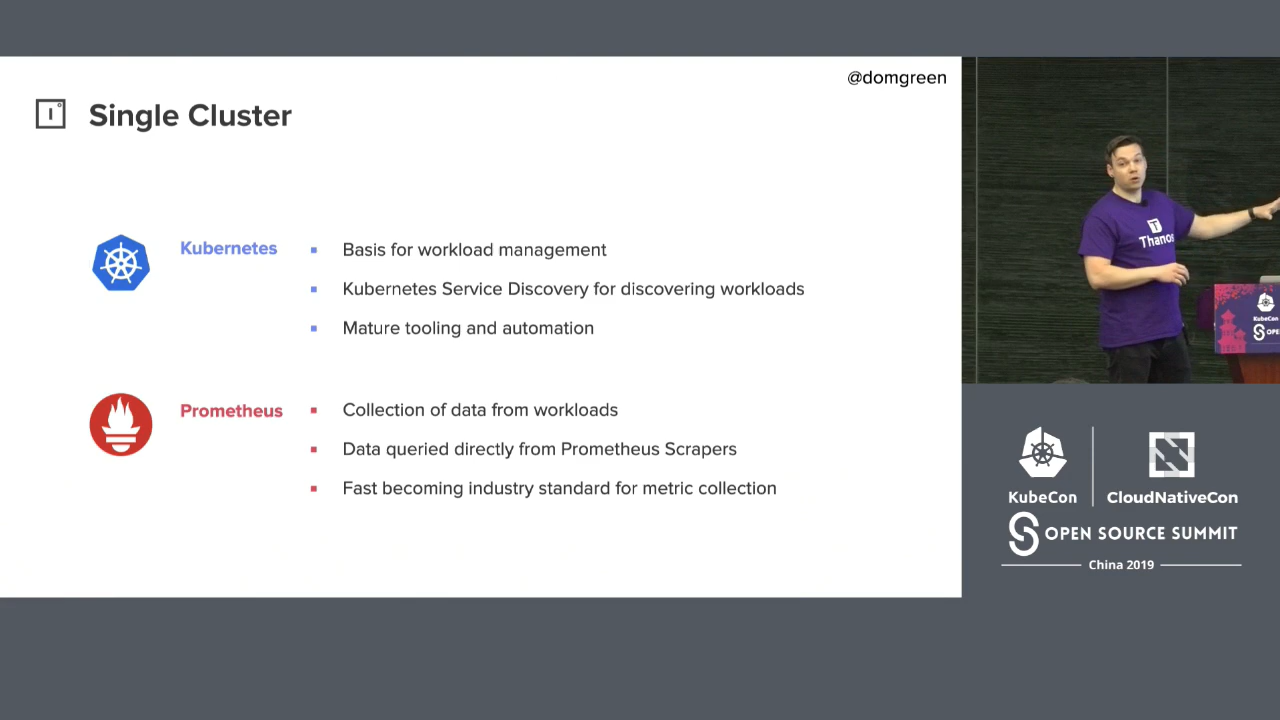 @domgreen
Single Cluster
Kubernetes
Basis for workload management
Kubernetes Service Discovery for discovering workloads
Mature tooling and automation
Prometheus
Collection of data from workloads
Data queried directly from Prometheus Scrapers
Fast becoming industry standard for metric collection
T
Thanos
KubeCon
OPE
KubeCon
CloudNativeCon
OPEN SOURCE SUMMIT
China 2019